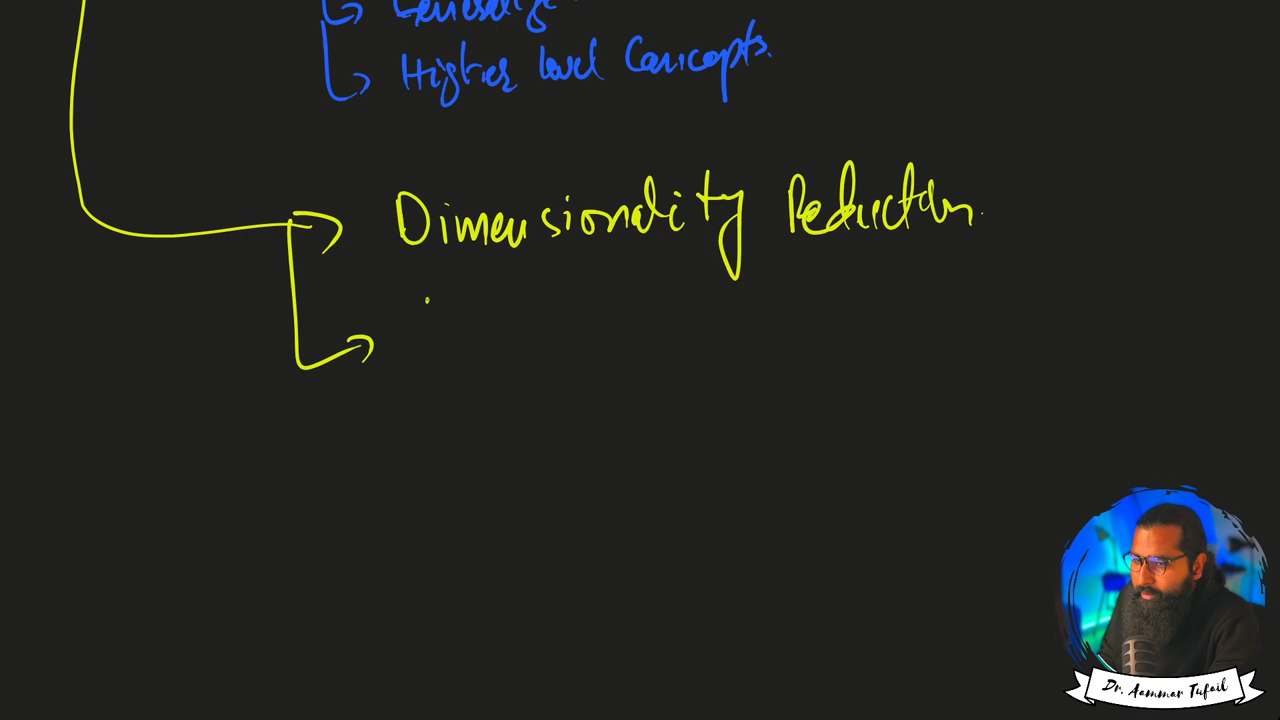 Higher level Concepts.
Dimensionality Reduction.
Dr. Aammar Tufail